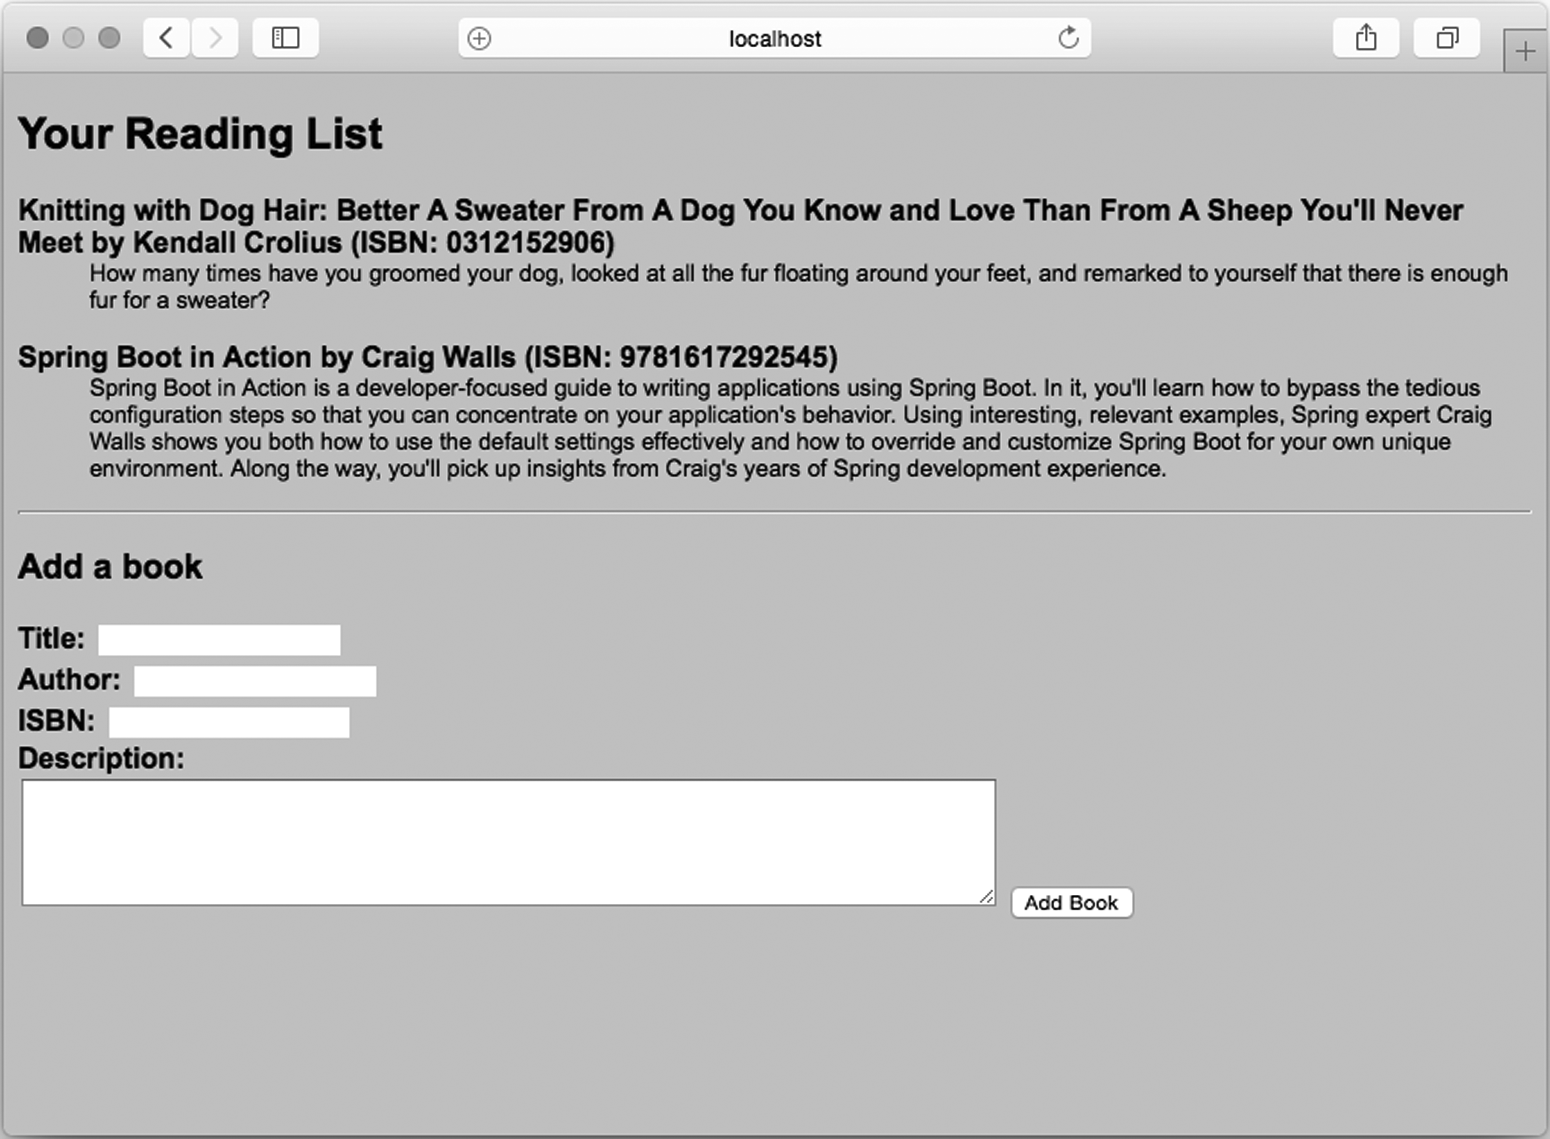 localhost
Your Reading List
Knitting with Dog Hair: Better A Sweater From A Dog You Know and Love Than From A Sheep You'll Never
Meet by Kendall Crolius (ISBN: 0312152906)
How many times have you groomed your dog, looked at all the fur floating around your feet, and remarked to yourself that there is enough
fur for a sweater?
Spring Boot in Action by Craig Walls (ISBN: 9781617292545)
Spring Boot in Action is a developer-focused guide to writing applications using Spring Boot. In it, you'll learn how to bypass the tedious
configuration steps so that you can concentrate on your application's behavior. Using interesting, relevant examples, Spring expert Craig
Walls shows you both how to use the default settings effectively and how to override and customize Spring Boot for your own unique
environment. Along the way, you'll pick up insights from Craig's years of Spring development experience.
Add a book
Title:
Author:
ISBN:
Description:
Add Book